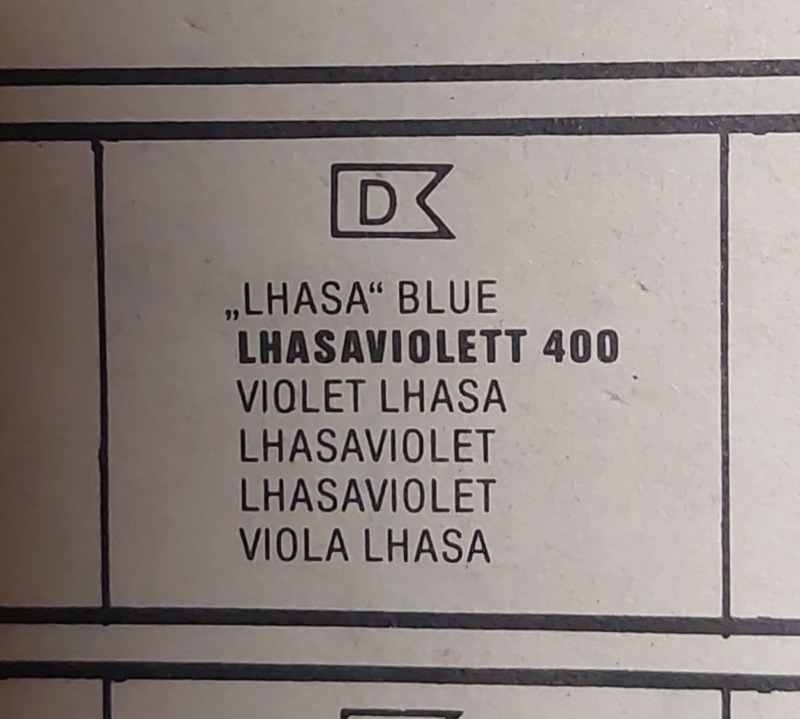 D
„LHASA“ BLUE
LHASAVIOLETT 400
VIOLET LHASA
LHASAVIOLET
LHASAVIOLET
VIOLA LHASA